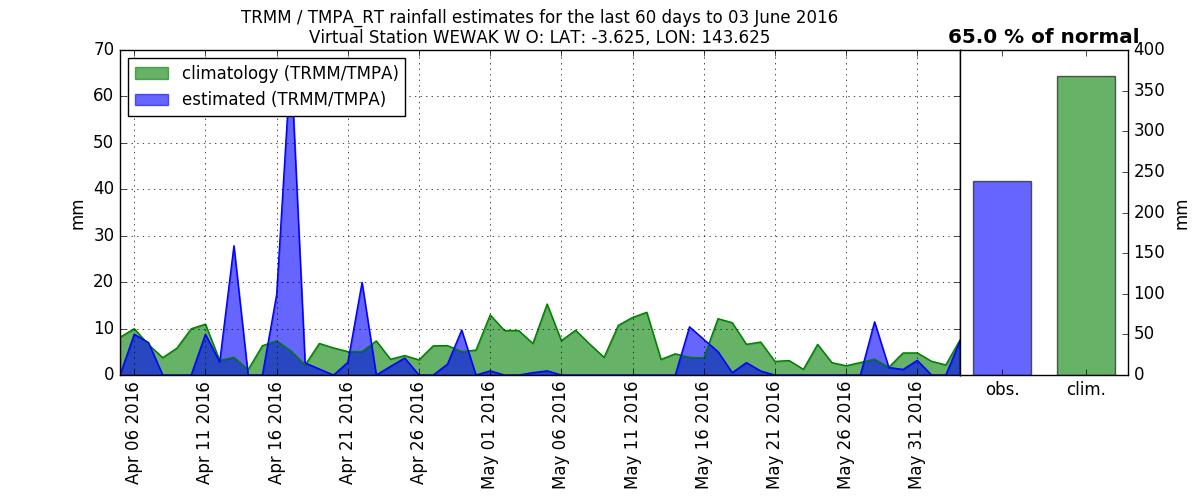 TRMM / TMPA_RT rainfall estimates for the last 60 days to 03 June 2016
Virtual Station WEWAK W O: LAT: -3.625, LON: 143.625
65.0 % of normal
climatology (TRMM/TMPA)
estimated (TRMM/TMPA)
70
60
50
40
30
20
10
0
mm
Apr 06 2016
Apr 11 2016
Apr 16 2016
Apr 21 2016
Apr 26 2016
May 01 2016
May 06 2016
May 11 2016
May 16 2016
May 21 2016
May 26 2016
May 31 2016
obs.
clim.
400
350
300
250
200
150
100
50
0
mm